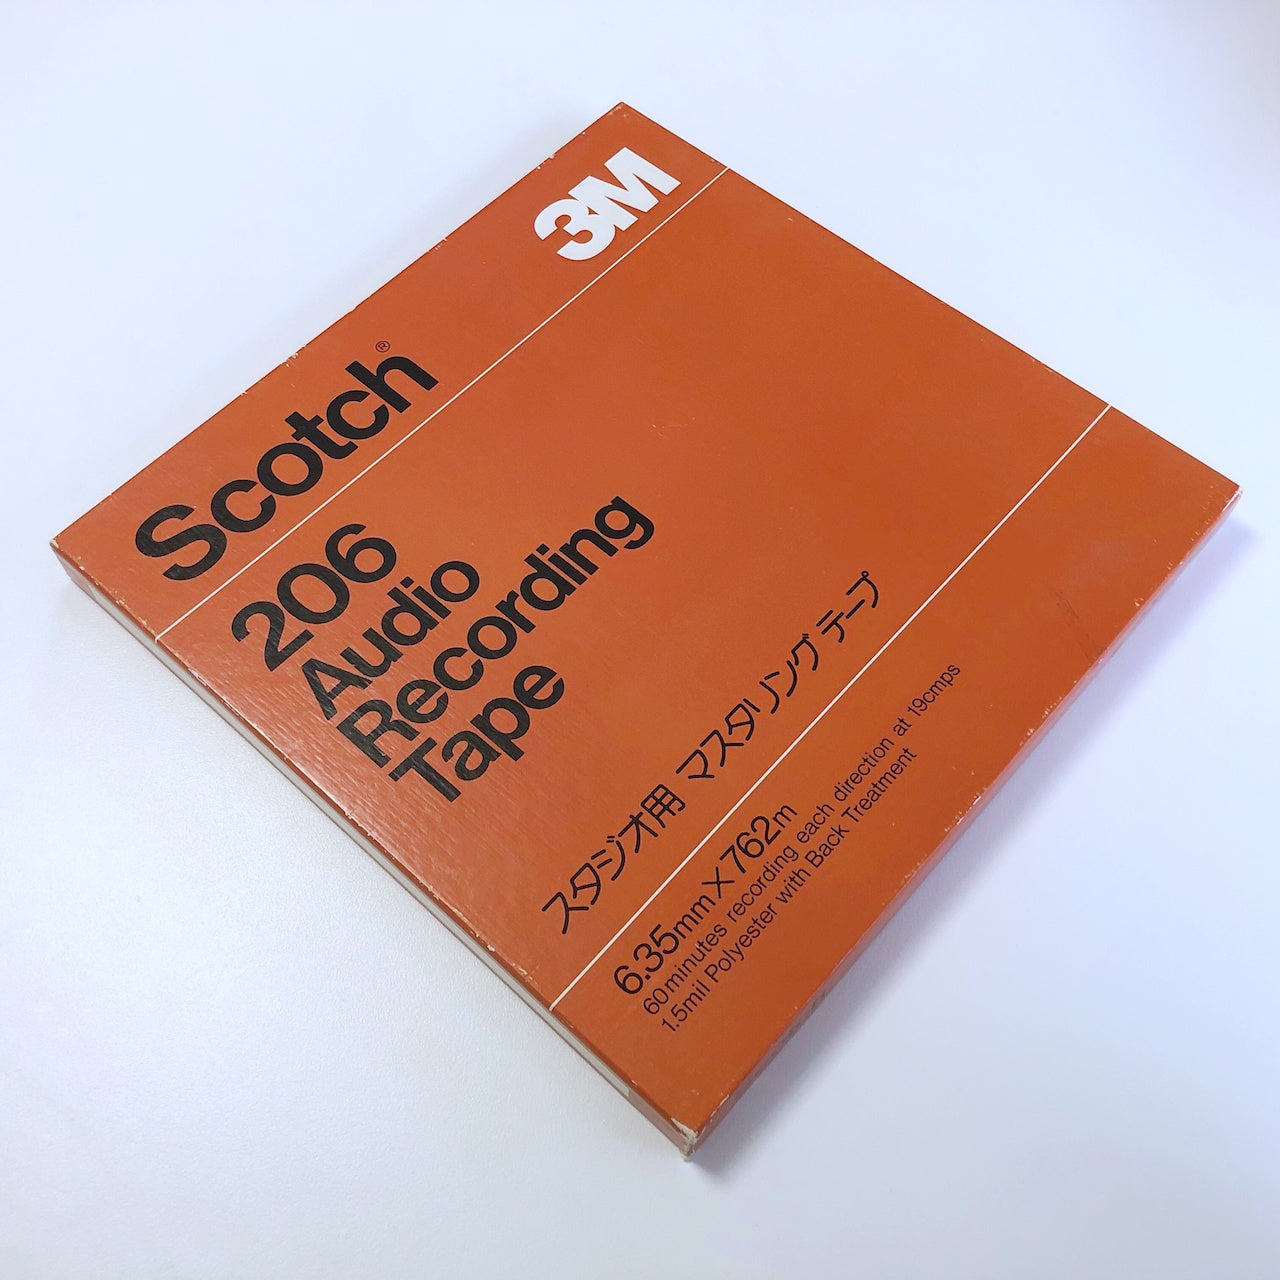 3M
Scotch®
206
Audio
Recording
Tape
スタジオ用 マスタリング テープ
6.35mm×762m
60minutes recording each direction at 19cmps
1.5mil Polyester with Back Treatment